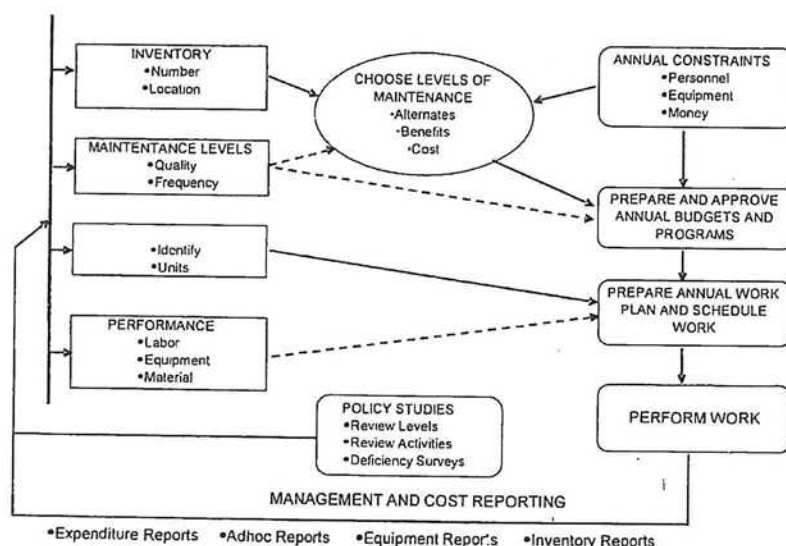 INVENTORY
•Number
•Location
MAINTENTANCE LEVELS
•Quality
•Frequency
•Identify
•Units
PERFORMANCE
•Labor
•Equipment
•Material
CHOOSE LEVELS OF
MAINTENANCE
•Alternates
•Benefits
•Cost
ANNUAL CONSTRAINTS
•Personnel
•Equipment
•Money
PREPARE AND APPROVE
ANNUAL BUDGETS AND
PROGRAMS
PREPARE ANNUAL WORK
PLAN AND SCHEDULE
WORK
PERFORM WORK
POLICY STUDIES
•Review Levels
•Review Activities
•Deficiency Surveys
MANAGEMENT AND COST REPORTING
•Expenditure Reports •Adhoc Reports •Equipment Reports •Inventory Reports